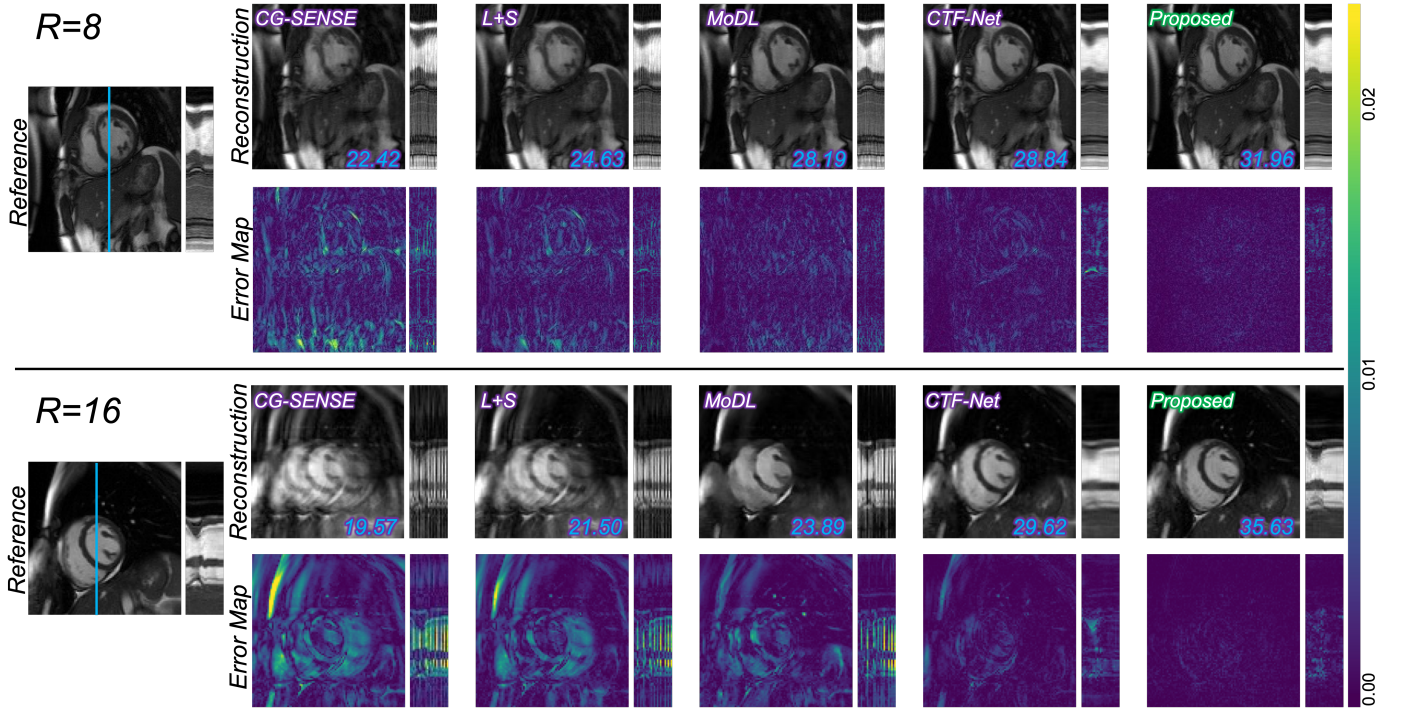 R=8
Reference
Reconstruction
CG-SENSE
L+S
MoDL
CTF-Net
Proposed
22.42
24.63
28.19
28.84
31.96
Error Map
R=16
Reference
Reconstruction
CG-SENSE
L+S
MoDL
CTF-Net
Proposed
19.57
21.50
23.89
29.62
35.63
Error Map
0.02
0.01
0.00